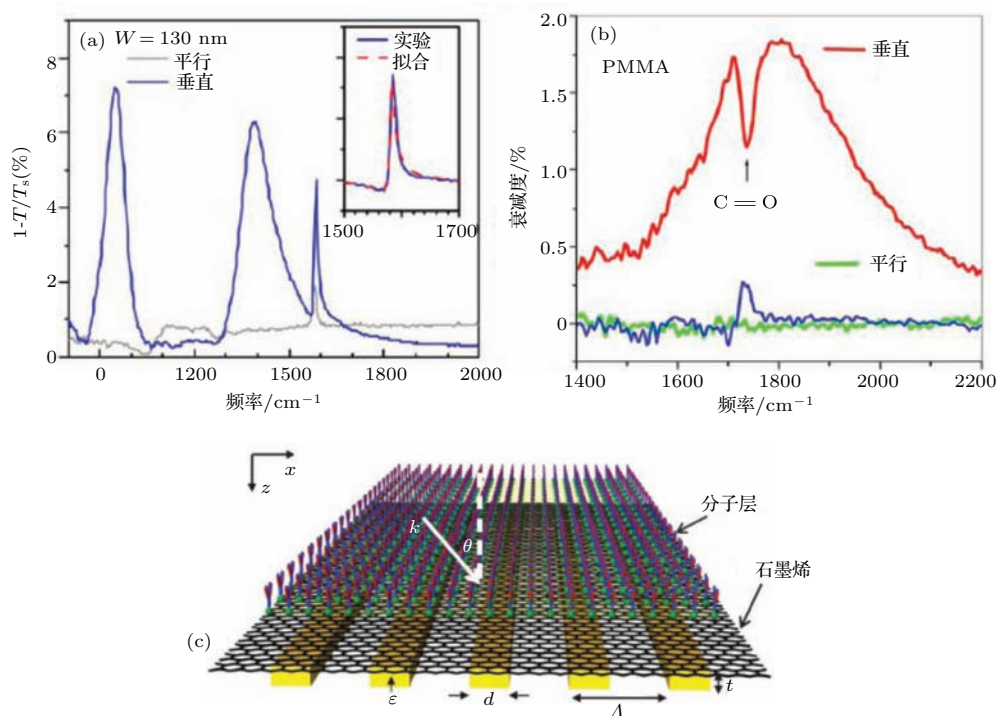 (a)
W = 130 nm
平行
垂直
实验
拟合
1500
1700
8
6
4
2
0
1-T/Ts(%)
0
1200
1500
1800
2000
频率/cm⁻¹
(b)
PMMA
垂直
C═O
平行
2.0
1.5
1.0
0.5
0
衰减度/%
1400
1600
1800
2000
2200
频率/cm⁻¹
(c)
x
z
k
θ
分子层
石墨烯
ε
d
Λ
t